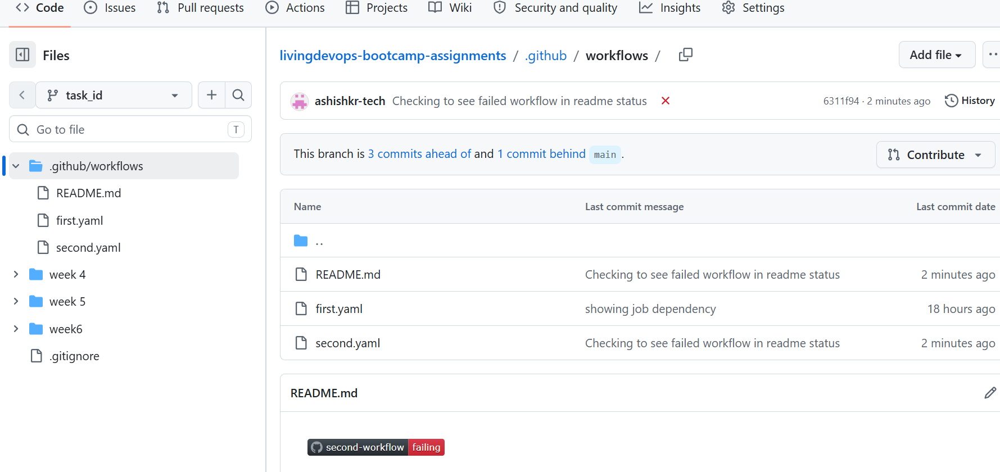 Code Issues Pull requests Actions Projects Wiki Security and quality Insights Settings
Files
task_id
Go to file T
.github/workflows
README.md
first.yaml
second.yaml
week 4
week 5
week6
.gitignore
livingdevops-bootcamp-assignments / .github / workflows /
Add file
ashishkr-tech Checking to see failed workflow in readme status
6311f94 · 2 minutes ago
History
This branch is 3 commits ahead of and 1 commit behind main.
Contribute
Name Last commit message Last commit date
..
README.md Checking to see failed workflow in readme status 2 minutes ago
first.yaml showing job dependency 18 hours ago
second.yaml Checking to see failed workflow in readme status 2 minutes ago
README.md
second-workflow failing